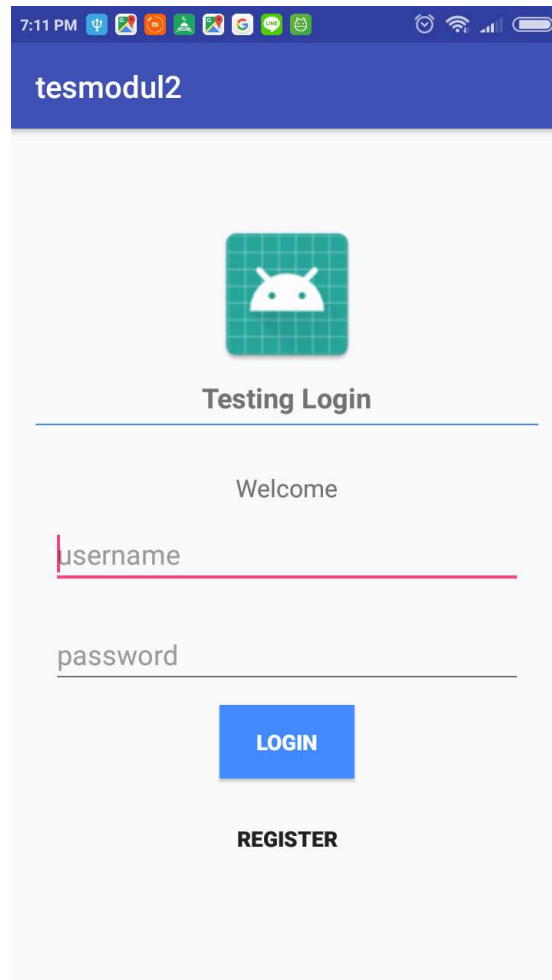 7:11 PM
tesmodul2
Testing Login
Welcome
username
password
LOGIN
REGISTER